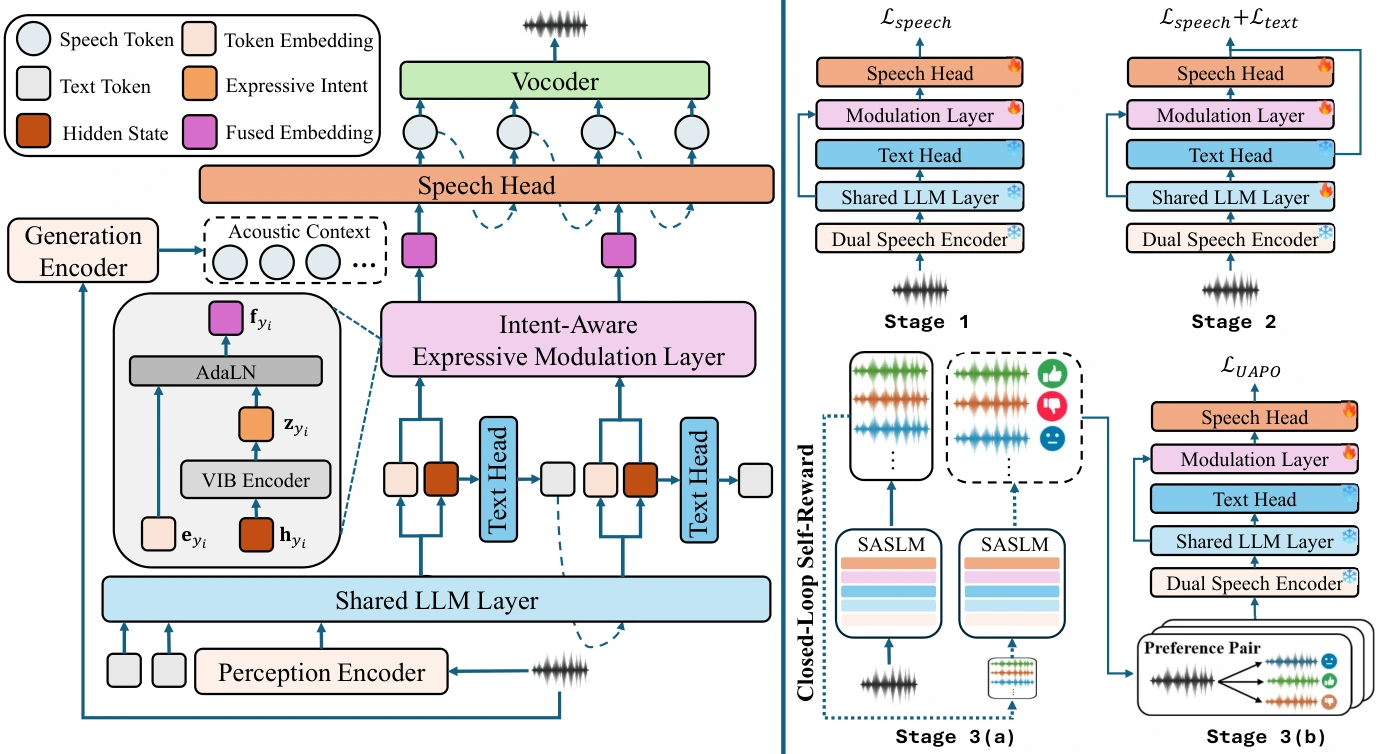 Speech Token
Token Embedding
Text Token
Expressive Intent
Hidden State
Fused Embedding
Vocoder
Speech Head
Generation
Encoder
Acoustic Context
...
Intent-Aware
Expressive Modulation Layer
f_{y_i}
AdaLN
z_{y_i}
VIB Encoder
e_{y_i}
h_{y_i}
Text Head
Text Head
Shared LLM Layer
Perception Encoder
ℒ_{speech}
Speech Head
Modulation Layer
Text Head
Shared LLM Layer
Dual Speech Encoder
Stage 1
ℒ_{speech}+ℒ_{text}
Speech Head
Modulation Layer
Text Head
Shared LLM Layer
Dual Speech Encoder
Stage 2
Closed-Loop Self-Reward
SASLM
SASLM
Stage 3(a)
ℒ_{UAPO}
Speech Head
Modulation Layer
Text Head
Shared LLM Layer
Dual Speech Encoder
Preference Pair
Stage 3(b)